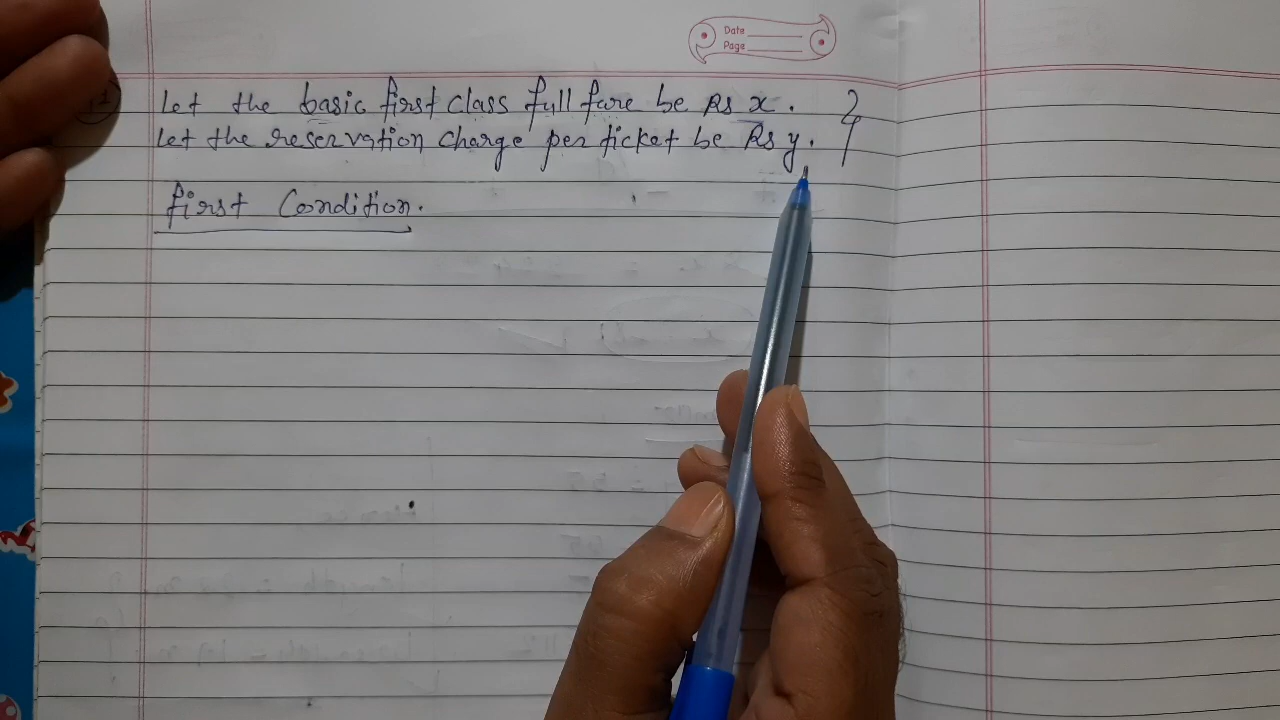 Date
Page
Let the basic first class full fare be Rs x.
Let the reservation charge per ticket be Rs y.
First Condition.